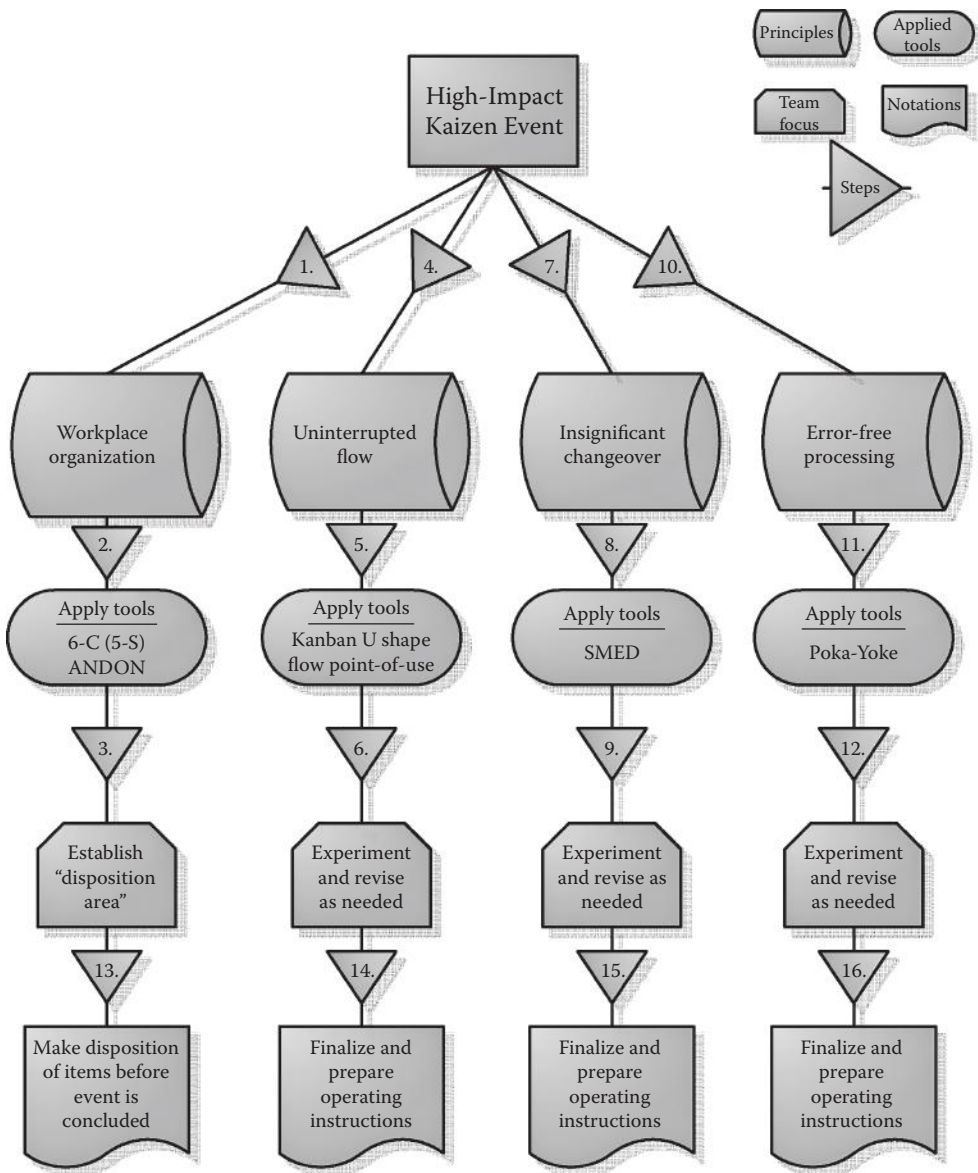 Principles
Applied
tools
Team
focus
Notations
Steps
High-Impact
Kaizen Event
1.
4.
7.
10.
Workplace
organization
Uninterrupted
flow
Insignificant
changeover
Error-free
processing
2.
5.
8.
11.
Apply tools
6-C (5-S)
ANDON
Apply tools
Kanban U shape
flow point-of-use
Apply tools
SMED
Apply tools
Poka-Yoke
3.
6.
9.
12.
Establish
“disposition
area”
Experiment
and revise
as needed
Experiment
and revise as
needed
Experiment
and revise
as needed
13.
14.
15.
16.
Make disposition
of items before
event is
concluded
Finalize and
prepare
operating
instructions
Finalize and
prepare
operating
instructions
Finalize and
prepare
operating
instructions